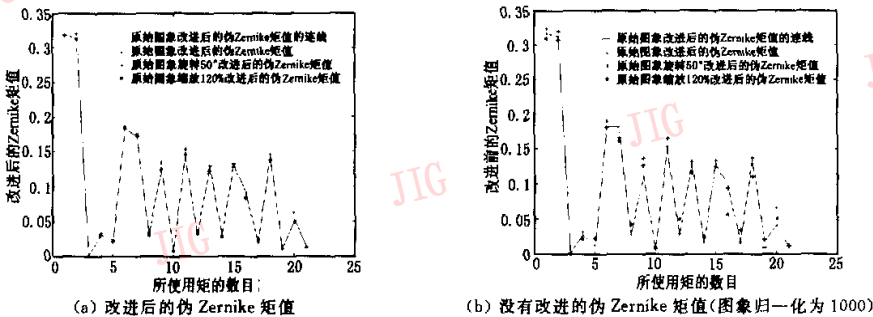 原始图象改进后的伪Zernike矩值的连线
原始图象改进后的伪Zernike矩值
原始图象旋转50°改进后的伪Zernike矩值
原始图象缩放120%改进后的伪Zernike矩值
改进后的Zernike矩值
0.35
0.3
0.25
0.2
0.15
0.1
0.05
0
0 5 10 15 20 25
所使用矩的数目
(a) 改进后的伪 Zernike 矩值
原始图象改进后的伪Zernike矩值的连线
原始图象改进后的伪Zernike矩值
原始图象旋转50°改进后的伪Zernike矩值
原始图象缩放120%改进后的伪Zernike矩值
改进前的Zernike矩值
0.35
0.3
0.25
0.2
0.15
0.1
0.05
0
0 5 10 15 20 25
所使用矩的数目
(b) 没有改进的伪 Zernike 矩值(图象归一化为 1000)
JIG
JIG
JIG